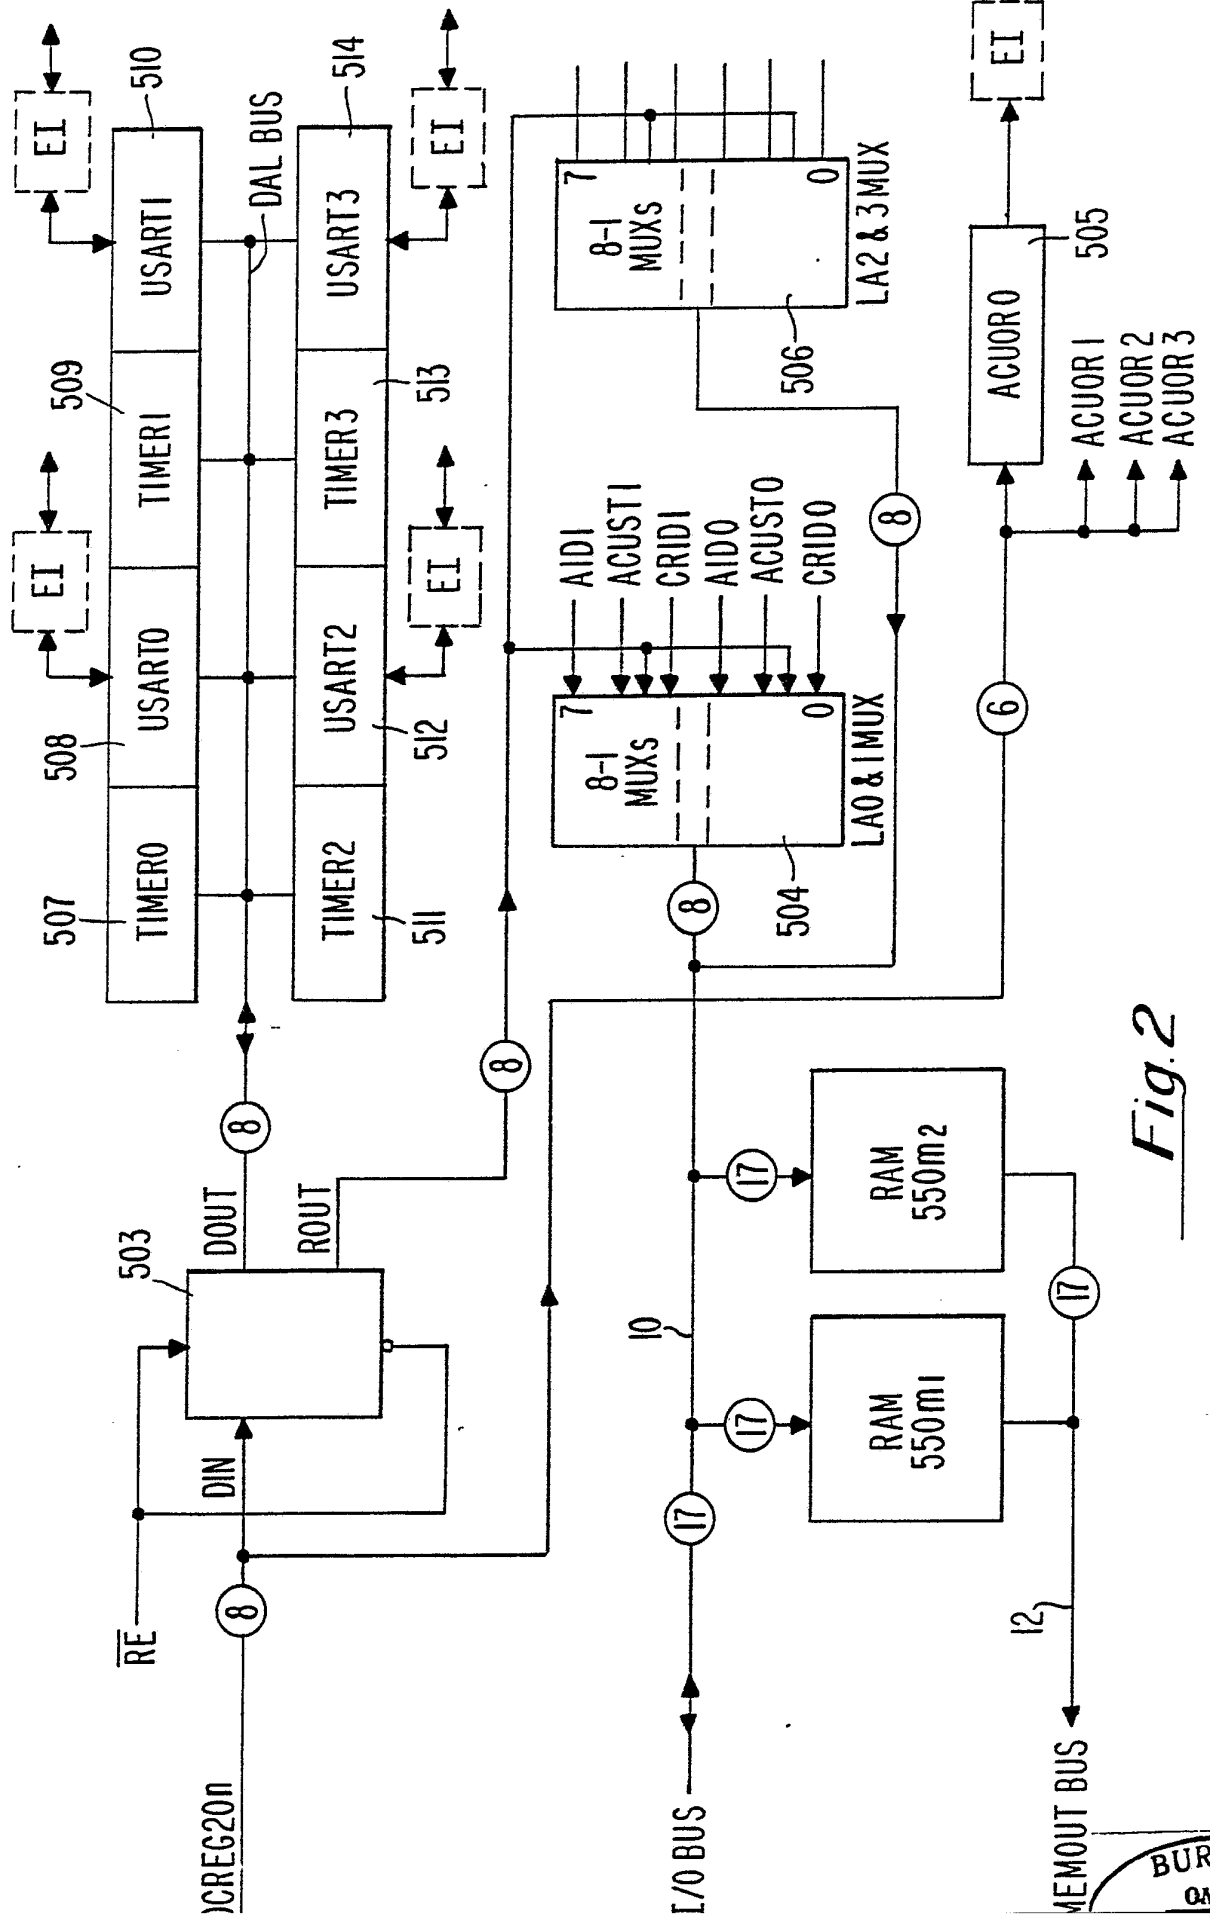 EI
EI
510
509
508
507
TIMER0
USART0
TIMER1
USART1
DAL BUS
514
TIMER2
USART2
TIMER3
USART3
513
512
511
EI
EI
503
RE
DIN
DOUT
ROUT
8
8
8
7
8-1
MUXS
0
LA2 & 3 MUX
506
AID1
ACUST1
CRID1
AID0
ACUST0
CRID0
7
8-1
MUXS
0
LA0 & 1 MUX
504
8
8
6
ACUOR0
505
EI
ACUOR1
ACUOR2
ACUOR3
10
17
17
17
RAM
550m1
RAM
550m2
17
12
OCREG20n
I/O BUS
MEMOUT BUS
Fig. 2
BUR